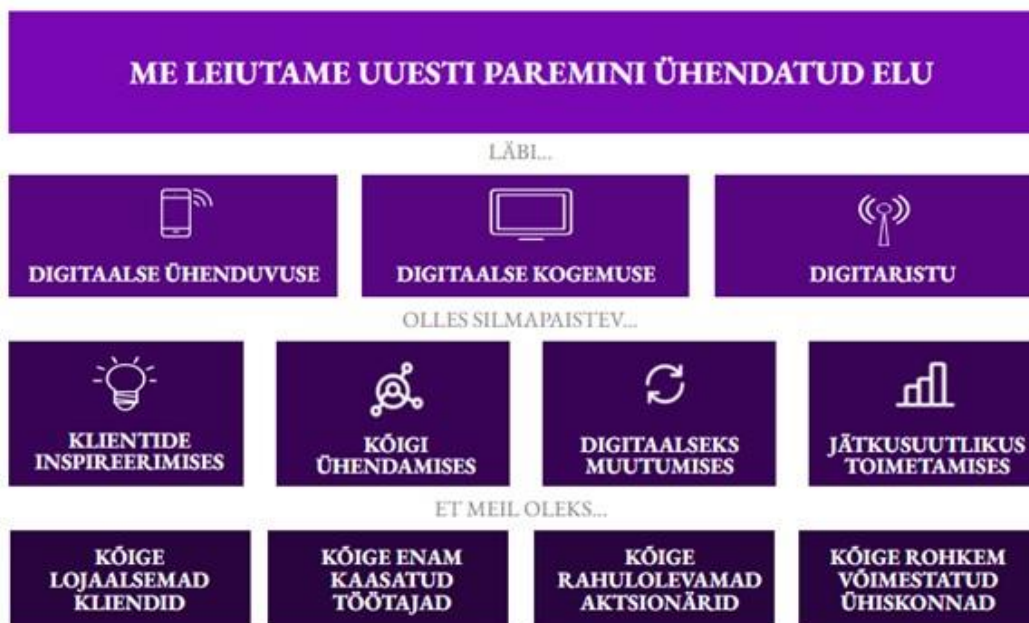 ME LEIUTAME UUESTI PAREMINI ÜHENDATUD ELU
LÄBI...
DIGITAALSE ÜHENDUVUSE
DIGITAALSE KOGEMUSE
DIGITARISTU
OLLES SILMAPAISTEV...
KLIENTIDE
INSPIREERIMISES
KÕIGI
ÜHENDAMISES
DIGITAALSEKS
MUUTUMISES
JÄTKUSUUTLIKUS
TOIMETAMISES
ET MEIL OLEKS...
KÕIGE
LOJAALSEMAD
KLIENDID
KÕIGE ENAM
KAASATUD
TÖÖTAJAD
KÕIGE
RAHULOLEVAMAD
AKTSIONÄRID
KÕIGE ROHKEM
VÕIMESTATUD
ÜHISKONNAD